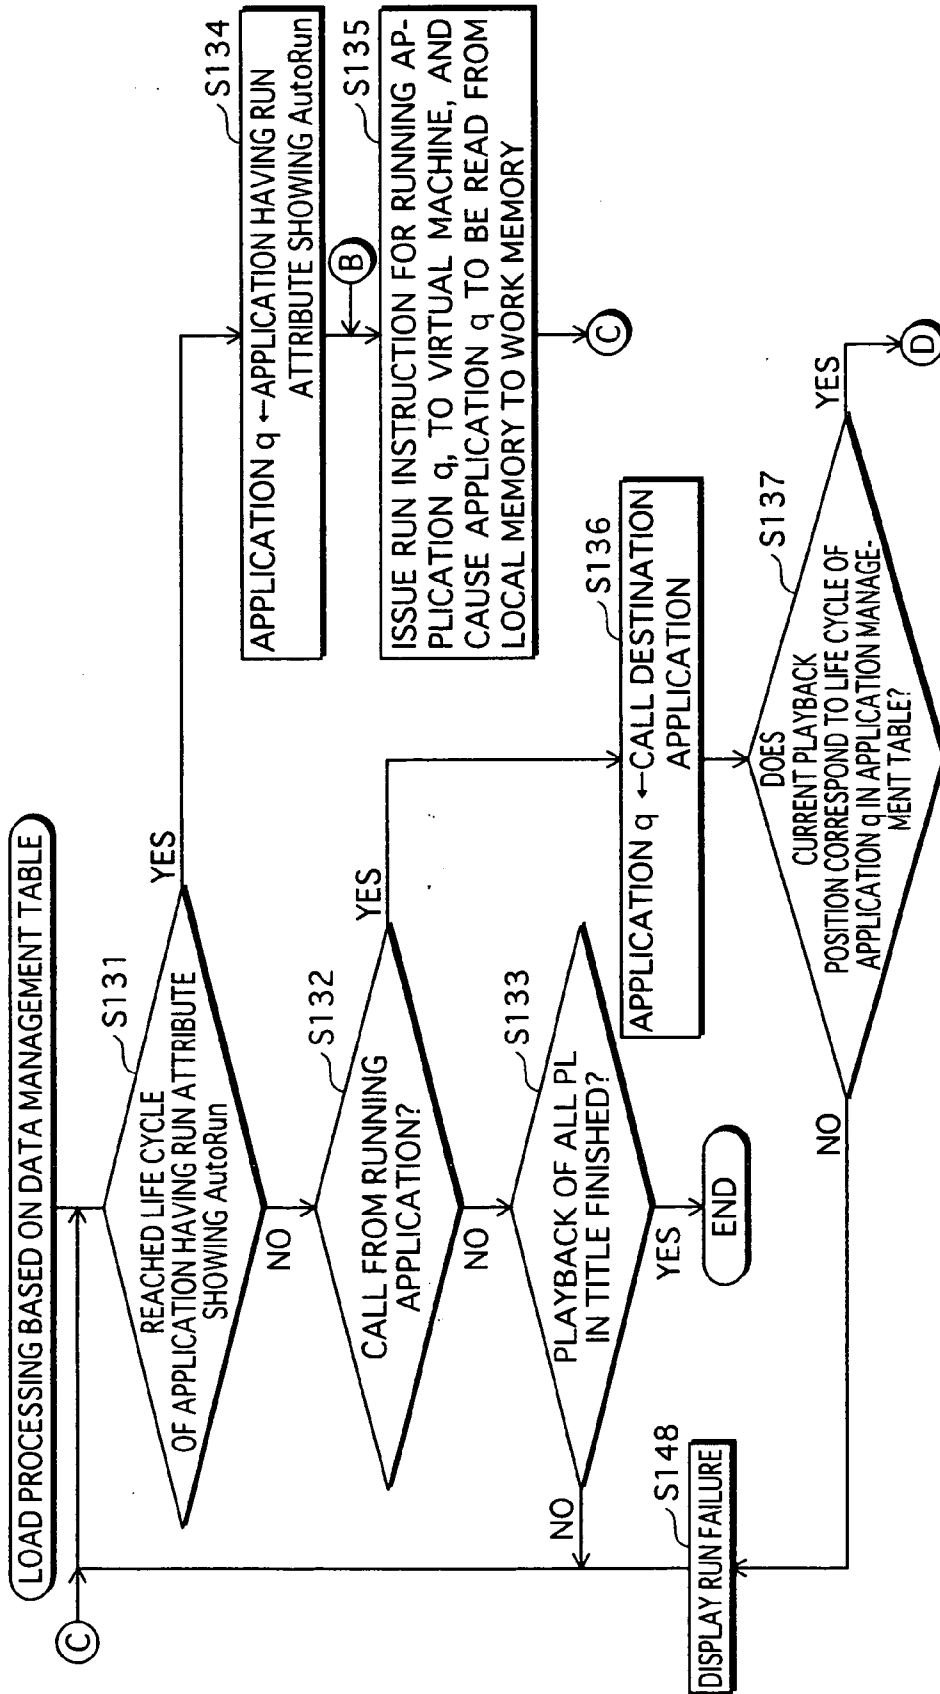 LOAD PROCESSING BASED ON DATA MANAGEMENT TABLE
C
S131
REACHED LIFE CYCLE
OF APPLICATION HAVING RUN ATTRIBUTE
SHOWING AutoRun
YES
NO
S134
APPLICATION q ←APPLICATION HAVING RUN
ATTRIBUTE SHOWING AutoRun
B
S135
ISSUE RUN INSTRUCTION FOR RUNNING AP-
PLICATION q, TO VIRTUAL MACHINE, AND
CAUSE APPLICATION q TO BE READ FROM
LOCAL MEMORY TO WORK MEMORY
C
S132
CALL FROM RUNNING
APPLICATION?
YES
NO
S133
PLAYBACK OF ALL PL
IN TITLE FINISHED?
NO
YES
END
S136
APPLICATION q ←CALL DESTINATION
APPLICATION
S137
DOES
CURRENT PLAYBACK
POSITION CORRESPOND TO LIFE CYCLE OF
APPLICATION q IN APPLICATION MANAGE-
MENT TABLE?
YES
D
NO
S148
DISPLAY RUN FAILURE